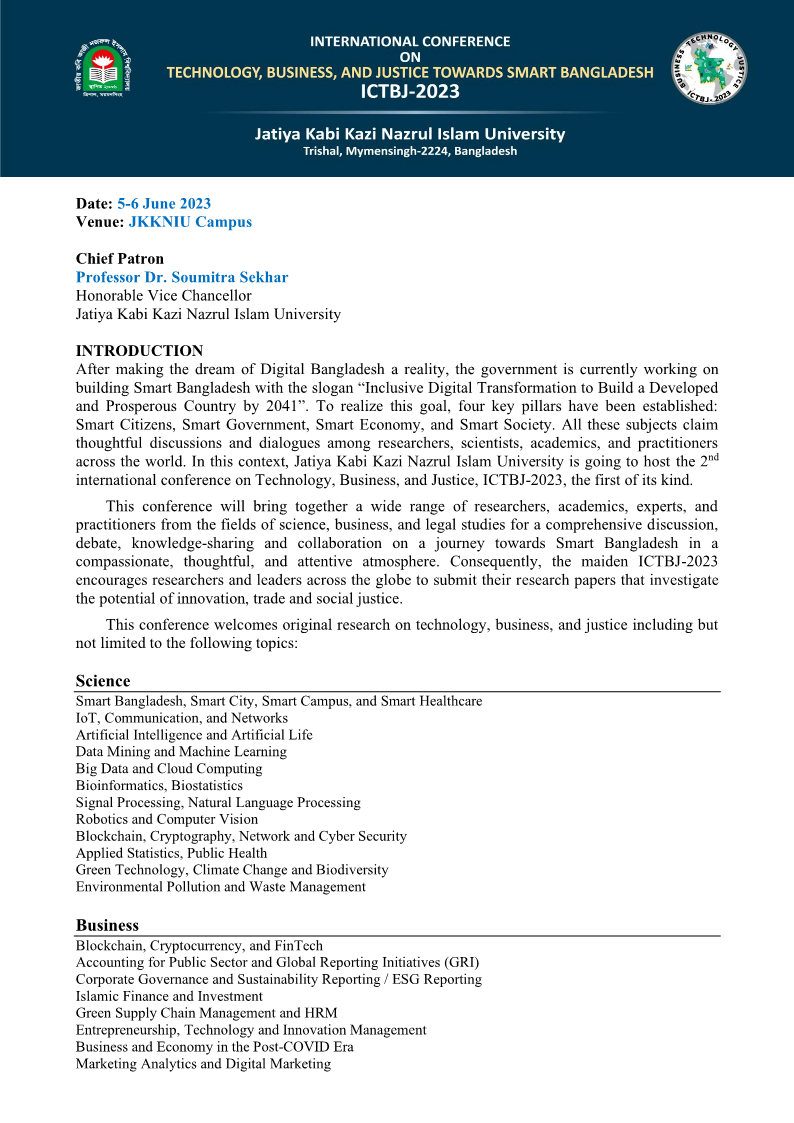 INTERNATIONAL CONFERENCE
ON
TECHNOLOGY, BUSINESS, AND JUSTICE TOWARDS SMART BANGLADESH
ICTBJ-2023
Jatiya Kabi Kazi Nazrul Islam University
Trishal, Mymensingh-2224, Bangladesh
BUSINESS TECHNOLOGY JUSTICE
ICTBJ-2023
Date: 5-6 June 2023
Venue: JKKNIU Campus
Chief Patron
Professor Dr. Soumitra Sekhar
Honorable Vice Chancellor
Jatiya Kabi Kazi Nazrul Islam University
INTRODUCTION
After making the dream of Digital Bangladesh a reality, the government is currently working on
building Smart Bangladesh with the slogan “Inclusive Digital Transformation to Build a Developed
and Prosperous Country by 2041”. To realize this goal, four key pillars have been established:
Smart Citizens, Smart Government, Smart Economy, and Smart Society. All these subjects claim
thoughtful discussions and dialogues among researchers, scientists, academics, and practitioners
across the world. In this context, Jatiya Kabi Kazi Nazrul Islam University is going to host the 2nd
international conference on Technology, Business, and Justice, ICTBJ-2023, the first of its kind.
This conference will bring together a wide range of researchers, academics, experts, and
practitioners from the fields of science, business, and legal studies for a comprehensive discussion,
debate, knowledge-sharing and collaboration on a journey towards Smart Bangladesh in a
compassionate, thoughtful, and attentive atmosphere. Consequently, the maiden ICTBJ-2023
encourages researchers and leaders across the globe to submit their research papers that investigate
the potential of innovation, trade and social justice.
This conference welcomes original research on technology, business, and justice including but
not limited to the following topics:
Science
Smart Bangladesh, Smart City, Smart Campus, and Smart Healthcare
IoT, Communication, and Networks
Artificial Intelligence and Artificial Life
Data Mining and Machine Learning
Big Data and Cloud Computing
Bioinformatics, Biostatistics
Signal Processing, Natural Language Processing
Robotics and Computer Vision
Blockchain, Cryptography, Network and Cyber Security
Applied Statistics, Public Health
Green Technology, Climate Change and Biodiversity
Environmental Pollution and Waste Management
Business
Blockchain, Cryptocurrency, and FinTech
Accounting for Public Sector and Global Reporting Initiatives (GRI)
Corporate Governance and Sustainability Reporting / ESG Reporting
Islamic Finance and Investment
Green Supply Chain Management and HRM
Entrepreneurship, Technology and Innovation Management
Business and Economy in the Post-COVID Era
Marketing Analytics and Digital Marketing